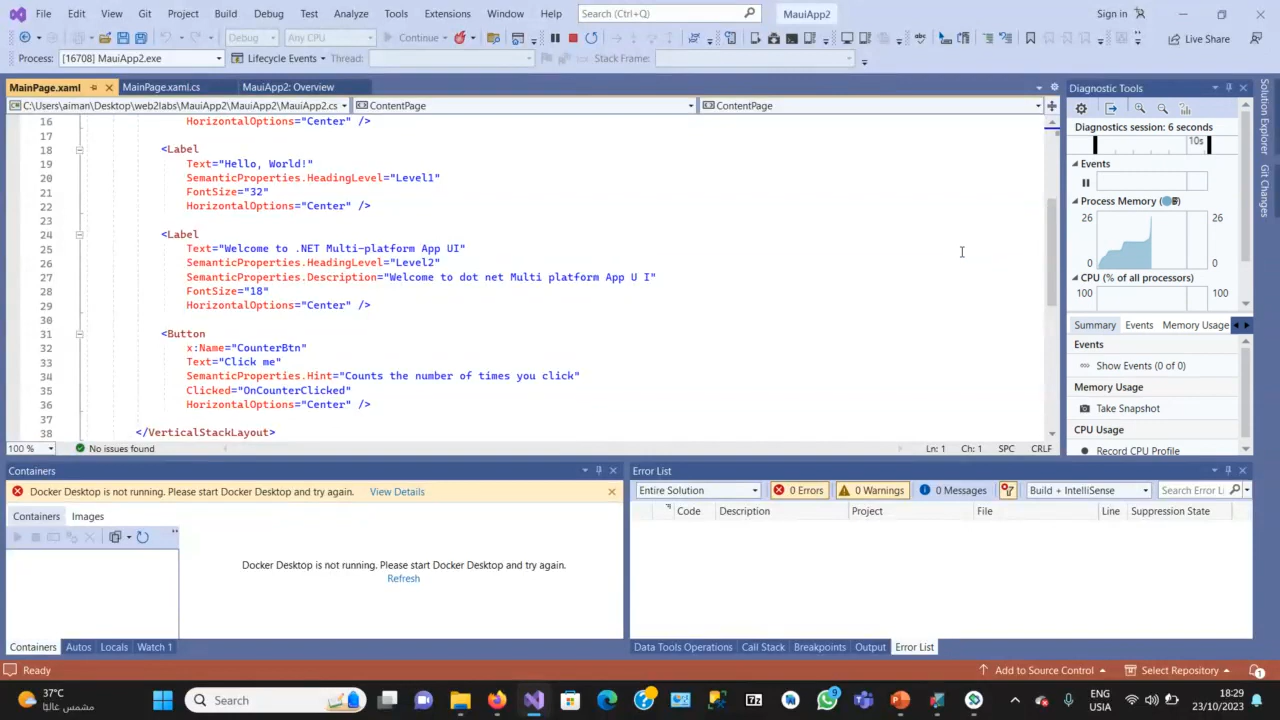 File Edit View Git Project Build Debug Test Analyze Tools Extensions Window Help Search (Ctrl+Q) MauiApp2 Sign in
Debug Any CPU Continue Live Share
Process: [16708] MauiApp2.exe Lifecycle Events Thread: Stack Frame:
MainPage.xaml MainPage.xaml.cs MauiApp2: Overview
C:\Users\aiman\Desktop\web2labs\MauiApp2\MauiApp2\MauiApp2.cs ContentPage ContentPage
16 HorizontalOptions="Center" />
17
18 <Label
19 Text="Hello, World!"
20 SemanticProperties.HeadingLevel="Level1"
21 FontSize="32"
22 HorizontalOptions="Center" />
23
24 <Label
25 Text="Welcome to .NET Multi-platform App UI"
26 SemanticProperties.HeadingLevel="Level2"
27 SemanticProperties.Description="Welcome to dot net Multi platform App U I"
28 FontSize="18"
29 HorizontalOptions="Center" />
30
31 <Button
32 x:Name="CounterBtn"
33 Text="Click me"
34 SemanticProperties.Hint="Counts the number of times you click"
35 Clicked="OnCounterClicked"
36 HorizontalOptions="Center" />
37
38 </VerticalStackLayout>
100 % No issues found Ln: 1 Ch: 1 SPC CRLF
Diagnostic Tools
Diagnostics session: 6 seconds
10s
Events
Process Memory
26 26
0 0
CPU (% of all processors)
100 100
Summary Events Memory Usage
Events
Show Events (0 of 0)
Memory Usage
Take Snapshot
CPU Usage
Record CPU Profile
Solution Explorer
Git Changes
Containers
Docker Desktop is not running. Please start Docker Desktop and try again. View Details
Containers Images
Docker Desktop is not running. Please start Docker Desktop and try again.
Refresh
Containers Autos Locals Watch 1
Error List
Entire Solution 0 Errors 0 Warnings 0 Messages Build + IntelliSense Search Error Li
Code Description Project File Line Suppression State
Data Tools Operations Call Stack Breakpoints Output Error List
Ready Add to Source Control Select Repository 1
37°C
مشمس غالبًا
Search 9 ENG
USIA
18:29
23/10/2023